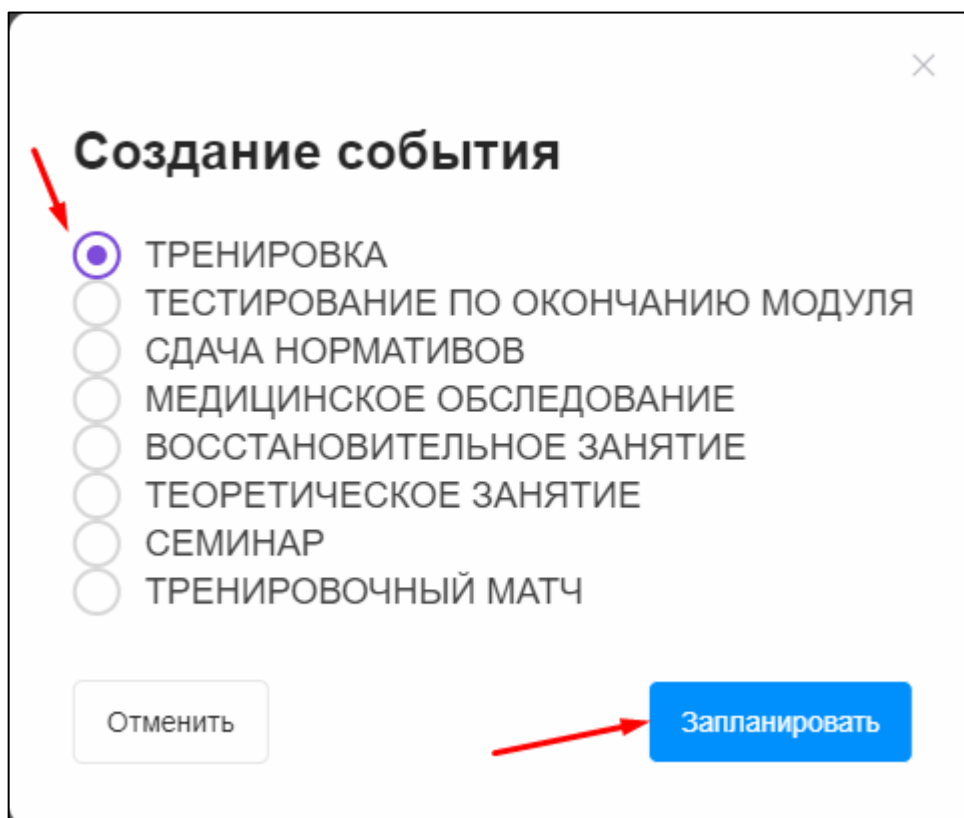 Создание события
ТРЕНИРОВКА
ТЕСТИРОВАНИЕ ПО ОКОНЧАНИЮ МОДУЛЯ
СДАЧА НОРМАТИВОВ
МЕДИЦИНСКОЕ ОБСЛЕДОВАНИЕ
ВОССТАНОВИТЕЛЬНОЕ ЗАНЯТИЕ
ТЕОРЕТИЧЕСКОЕ ЗАНЯТИЕ
СЕМИНАР
ТРЕНИРОВОЧНЫЙ МАТЧ
Отменить Запланировать